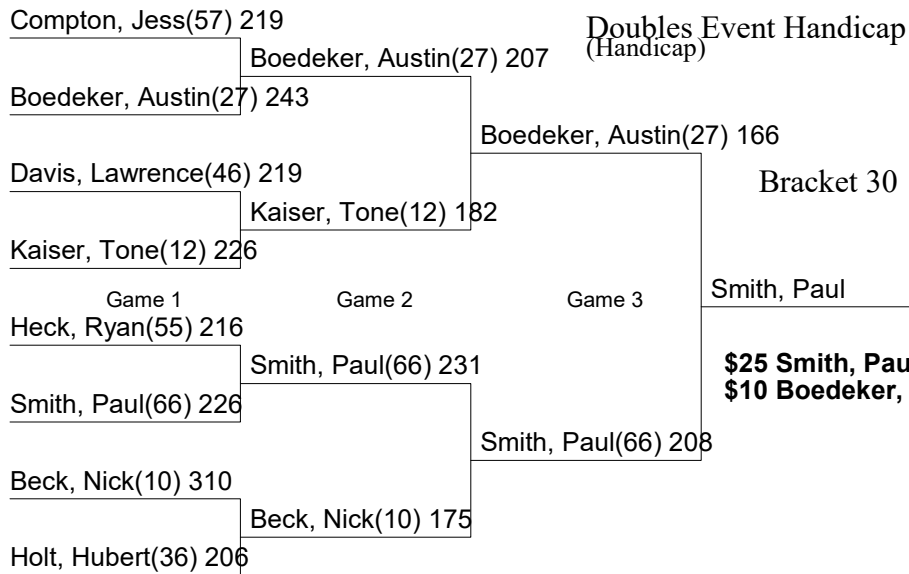 Compton, Jess(57) 219
Doubles Event Handicap
(Handicap)
Boedeker, Austin(27) 207
Boedeker, Austin(27) 243
Boedeker, Austin(27) 166
Davis, Lawrence(46) 219
Bracket 30
Kaiser, Tone(12) 182
Kaiser, Tone(12) 226
Game 1
Game 2
Game 3
Smith, Paul
Heck, Ryan(55) 216
Smith, Paul(66) 231
$25 Smith, Pau
$10 Boedeker,
Smith, Paul(66) 226
Smith, Paul(66) 208
Beck, Nick(10) 310
Beck, Nick(10) 175
Holt, Hubert(36) 206